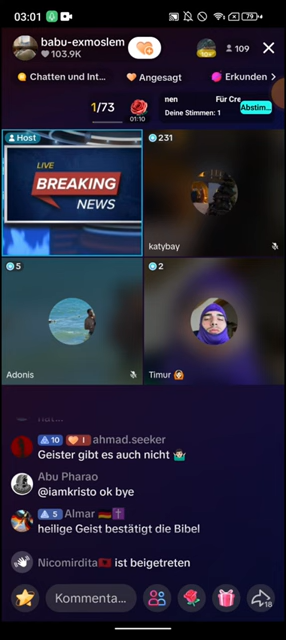 03:01
79
babu-exmoslem
103.9K
109
Chatten und Int...
Angesagt
Erkunden >
1/73
01:10
nen Für Cre
Deine Stimmen: 1
Abstim...
Host
231
LIVE
BREAKING
NEWS
katybay
5
2
Adonis
Timur
10 1 ahmad.seeker
Geister gibt es auch nicht 🤷🏻‍♂️
Abu Pharao
@iamkristo ok bye
5 Almar 🇩🇪✝️
heilige Geist bestätigt die Bibel
Nicomirdita🇦🇱 ist beigetreten
Kommenta...
18